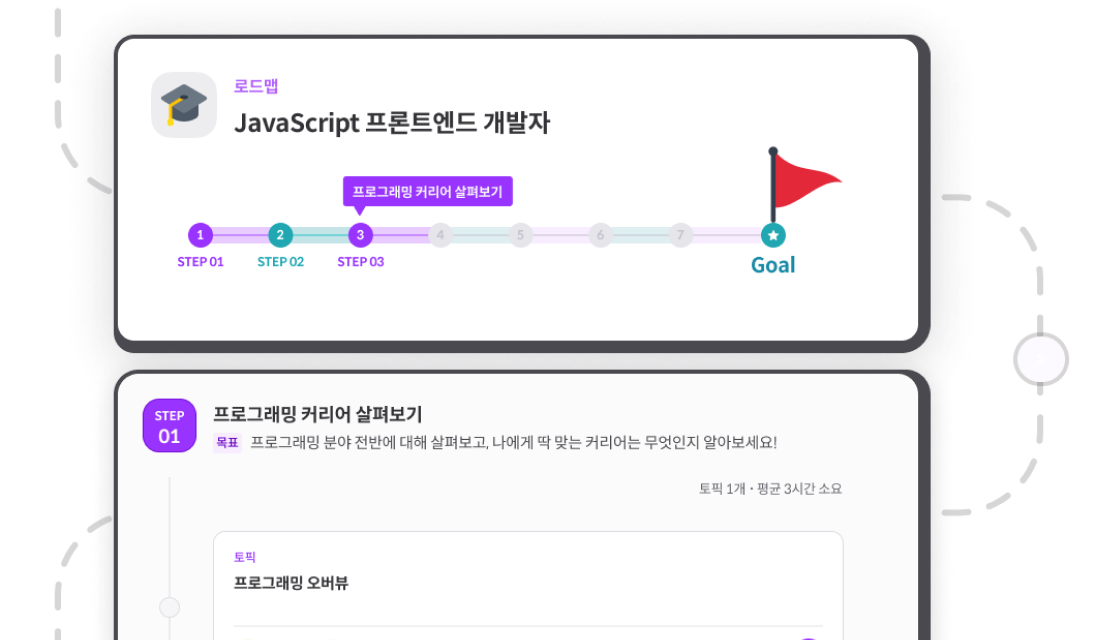 로드맵
JavaScript 프론트엔드 개발자
프로그래밍 커리어 살펴보기
1 2 3 4 5 6 7
STEP 01 STEP 02 STEP 03
Goal
STEP
01
프로그래밍 커리어 살펴보기
목표 프로그래밍 분야 전반에 대해 살펴보고, 나에게 딱 맞는 커리어는 무엇인지 알아보세요!
토픽 1개 · 평균 3시간 소요
토픽
프로그래밍 오버뷰